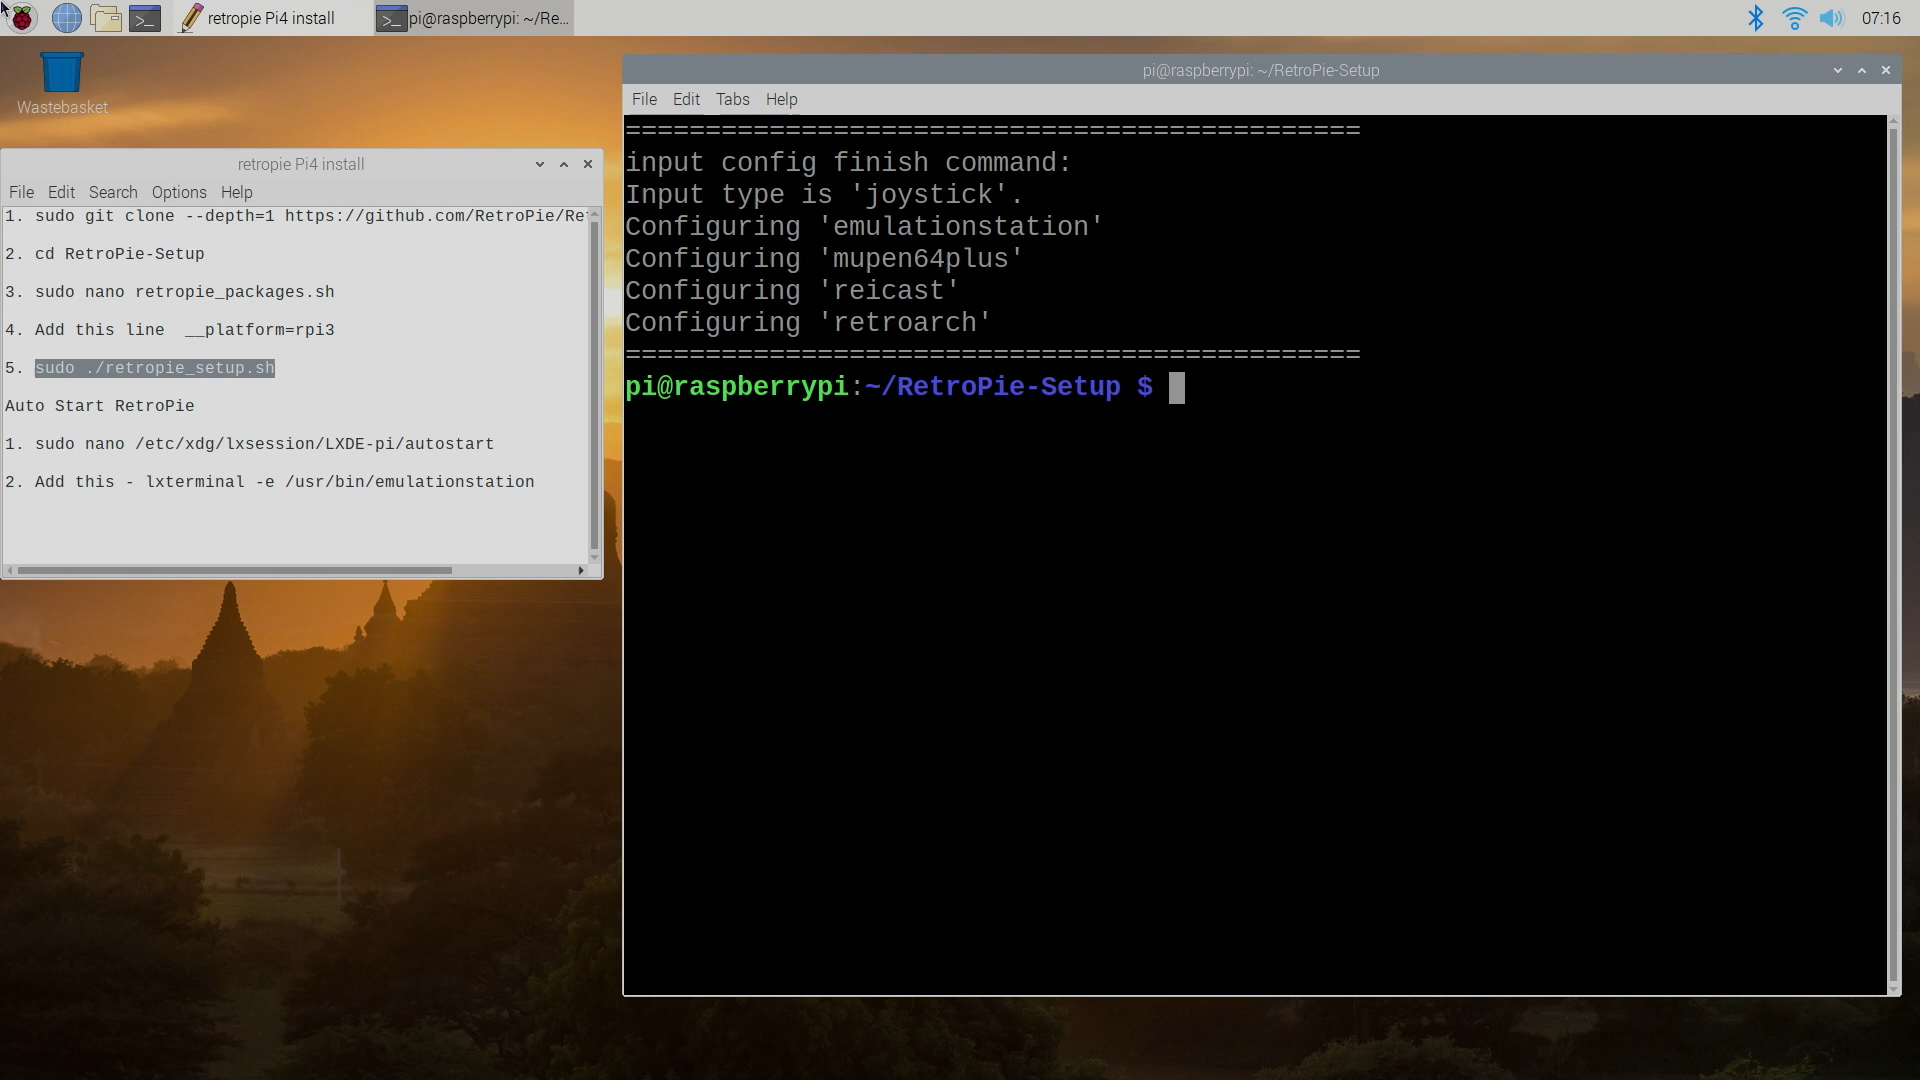 retropie Pi4 install
pi@raspberrypi: ~/Re...
07:16
Wastebasket
retropie Pi4 install
File Edit Search Options Help
1. sudo git clone --depth=1 https://github.com/RetroPie/Re
2. cd RetroPie-Setup
3. sudo nano retropie_packages.sh
4. Add this line  __platform=rpi3
5. sudo ./retropie_setup.sh
Auto Start RetroPie
1. sudo nano /etc/xdg/lxsession/LXDE-pi/autostart
2. Add this - lxterminal -e /usr/bin/emulationstation
pi@raspberrypi: ~/RetroPie-Setup
File Edit Tabs Help
==============================================
input config finish command:
Input type is 'joystick'.
Configuring 'emulationstation'
Configuring 'mupen64plus'
Configuring 'reicast'
Configuring 'retroarch'
==============================================
pi@raspberrypi:~/RetroPie-Setup $